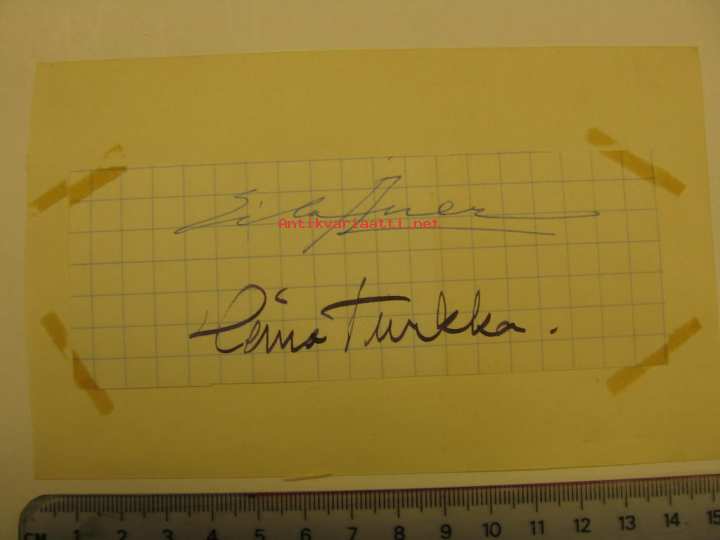 Eila
Antikvariaatti.net
Turkka.
CM 1 2 3 4 5 6 7 8 9 10 11 12 13 14 15